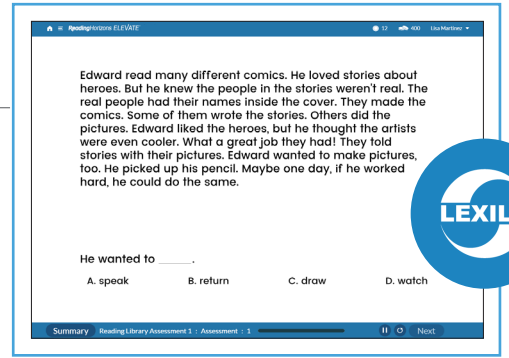 ReadingHorizons ELEVATE
12 400 Lisa Martinez
Edward read many different comics. He loved stories about
heroes. But he knew the people in the stories weren't real. The
real people had their names inside the cover. They made the
comics. Some of them wrote the stories. Others did the
pictures. Edward liked the heroes, but he thought the artists
were even cooler. What a great job they had! They told
stories with their pictures. Edward wanted to make pictures,
too. He picked up his pencil. Maybe one day, if he worked
hard, he could do the same.
LEXIL
He wanted to ______.
A. speak B. return C. draw D. watch
Summary Reading Library Assessment 1 : Assessment : 1 Next